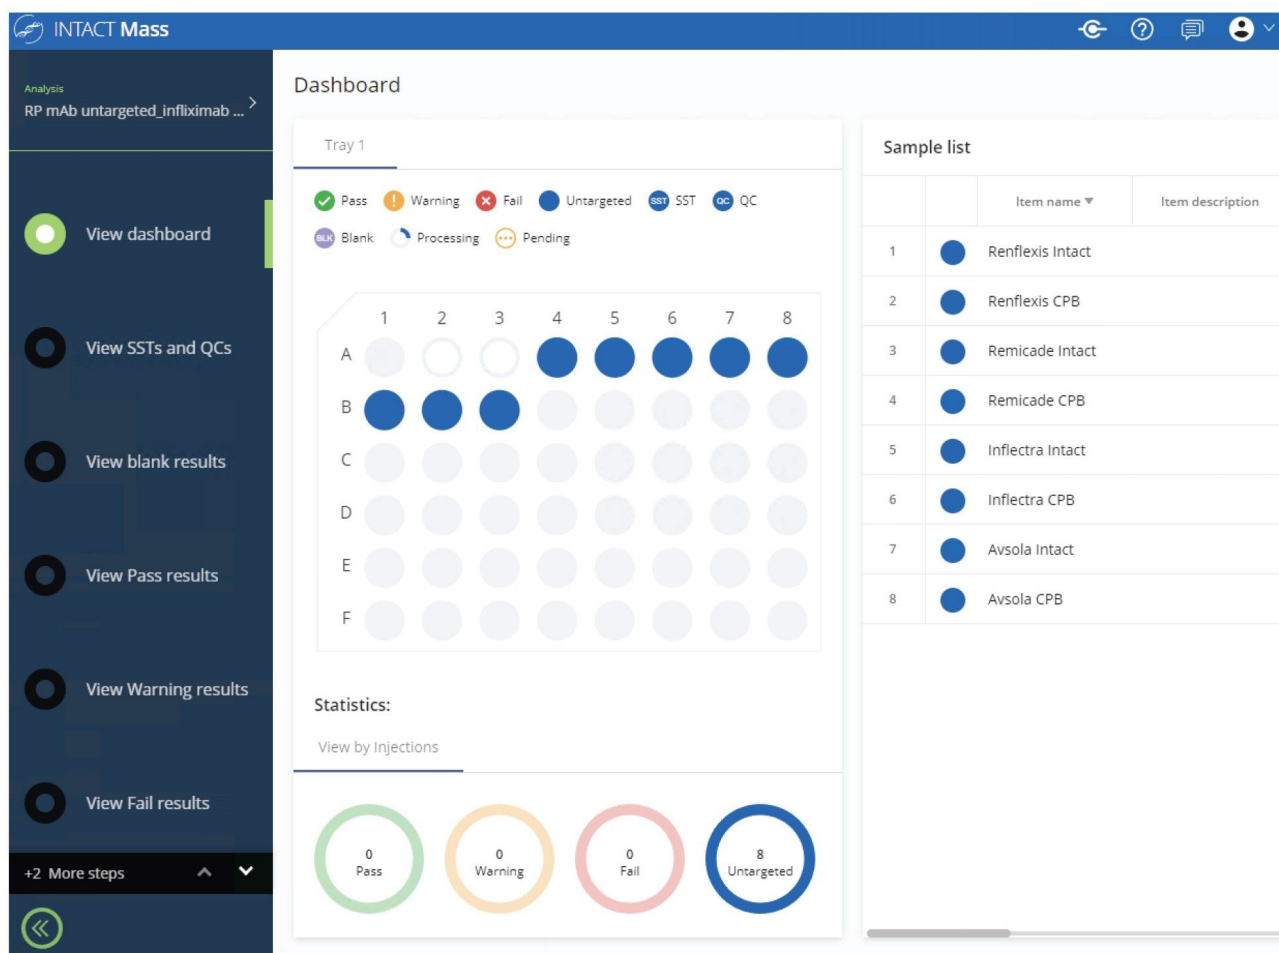 INTACT Mass
Analysis
RP mAb untargeted_infliximab ...
View dashboard
View SSTs and QCs
View blank results
View Pass results
View Warning results
View Fail results
+2 More steps
Dashboard
Tray 1
Pass Warning Fail Untargeted SST SST QC QC
BLK Blank Processing Pending
1 2 3 4 5 6 7 8
A
B
C
D
E
F
Statistics:
View by Injections
0 Pass
0 Warning
0 Fail
8 Untargeted
Sample list
Item name Item description
1 Renflexis Intact
2 Renflexis CPB
3 Remicade Intact
4 Remicade CPB
5 Inflectra Intact
6 Inflectra CPB
7 Avsola Intact
8 Avsola CPB